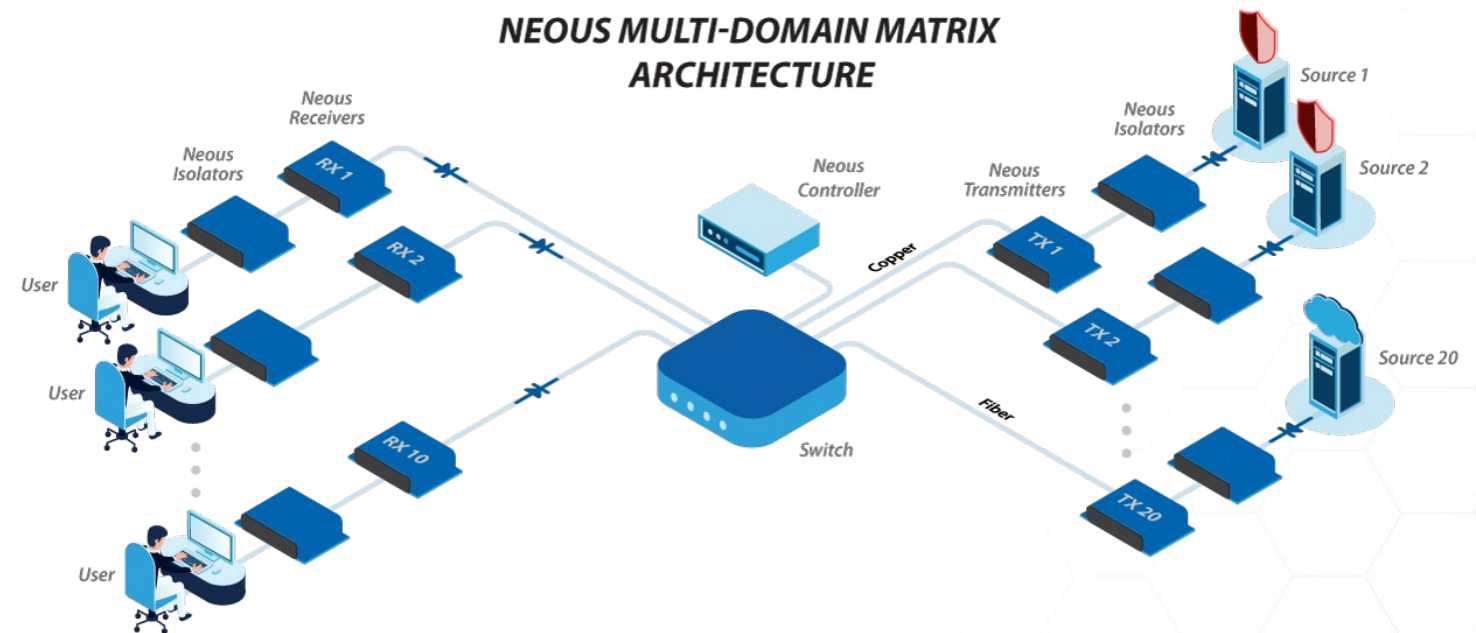 NEOUS MULTI-DOMAIN MATRIX
ARCHITECTURE
Neous
Receivers
Neous
Isolators
RX 1
RX 2
RX 10
User
User
User
Neous
Controller
Switch
Copper
Fiber
Neous
Transmitters
Neous
Isolators
TX 1
TX 2
TX 20
Source 1
Source 2
Source 20